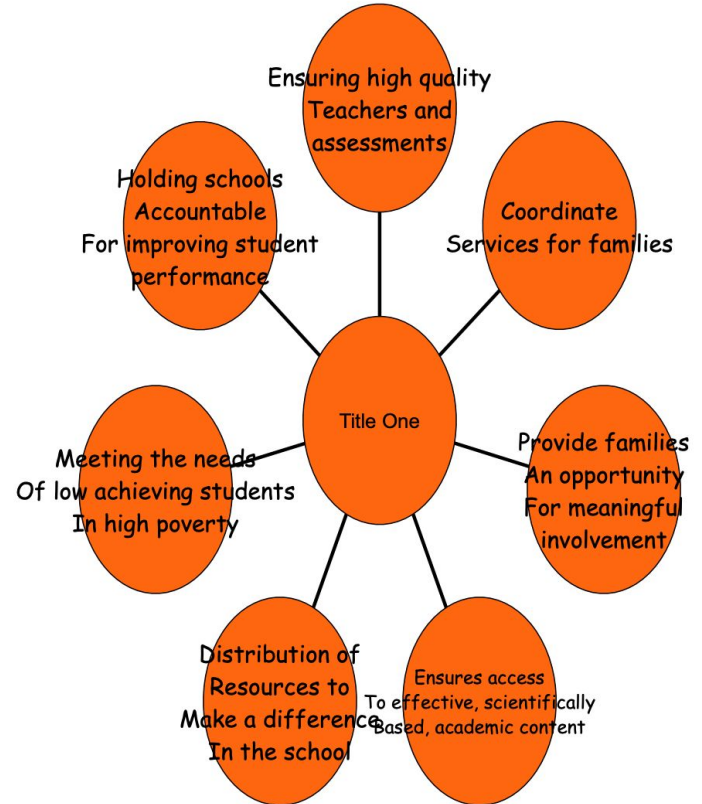 Ensuring high quality
Teachers and
assessments
Holding schools
Accountable
For improving student
performance
Coordinate
Services for families
Title One
Meeting the needs
Of low achieving students
In high poverty
Provide families
An opportunity
For meaningful
involvement
Distribution of
Resources to
Make a difference
In the school
Ensures access
To effective, scientifically
Based, academic content